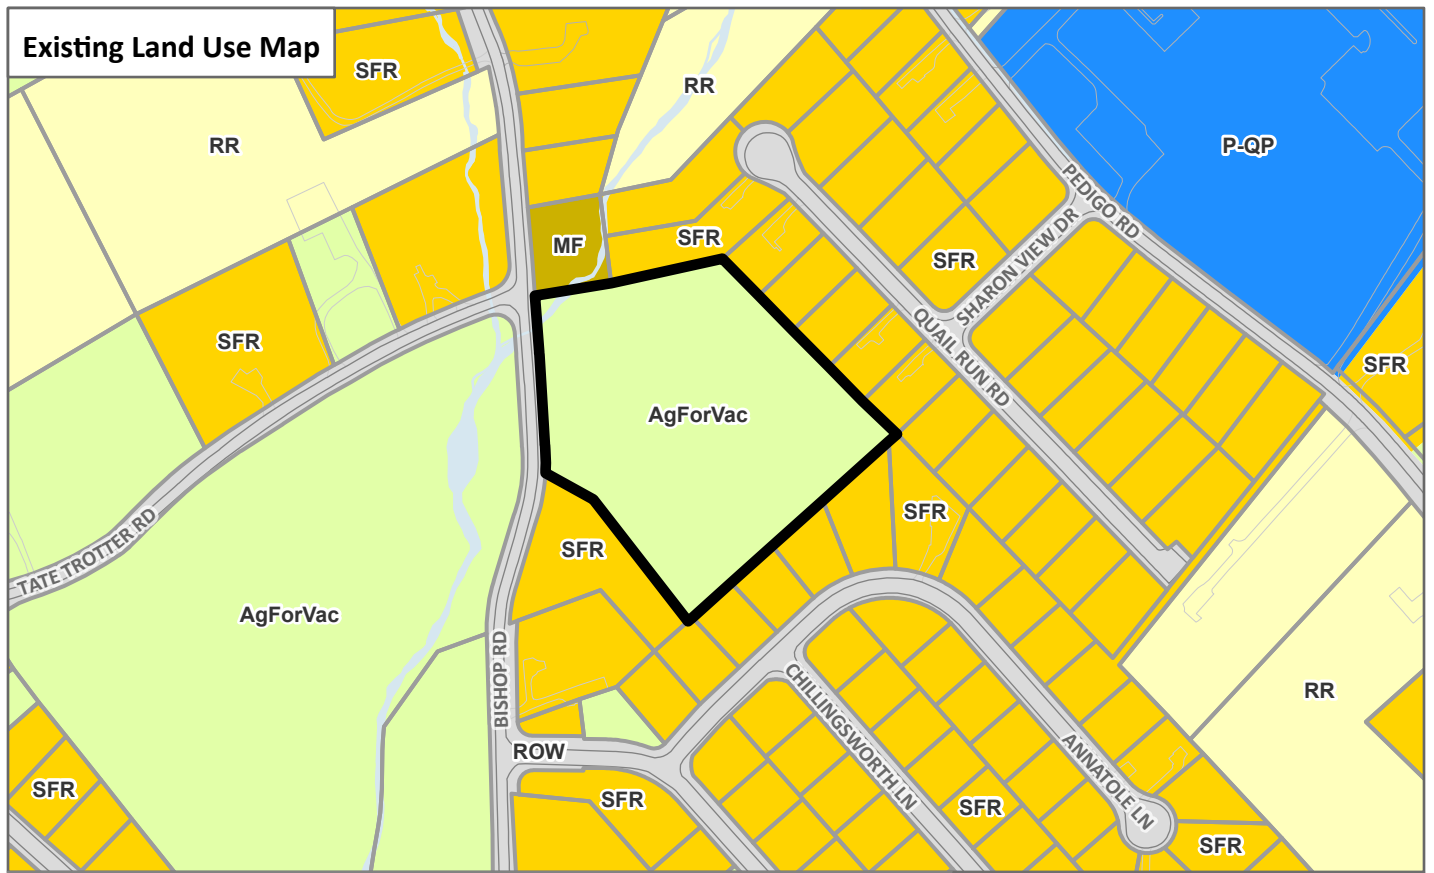 Existing Land Use Map
SFR
RR
RR
P-QP
PEDIGO RD
MF
SFR
SFR
SHARON VIEW DR
SFR
QUAIL RUN RD
SFR
AgForVac
SFR
SFR
TATE TROTTER RD
AgForVac
BISHOP RD
CHILLINGSWORTH LN
RR
ROW
ANNATOLE LN
SFR
SFR
SFR
SFR